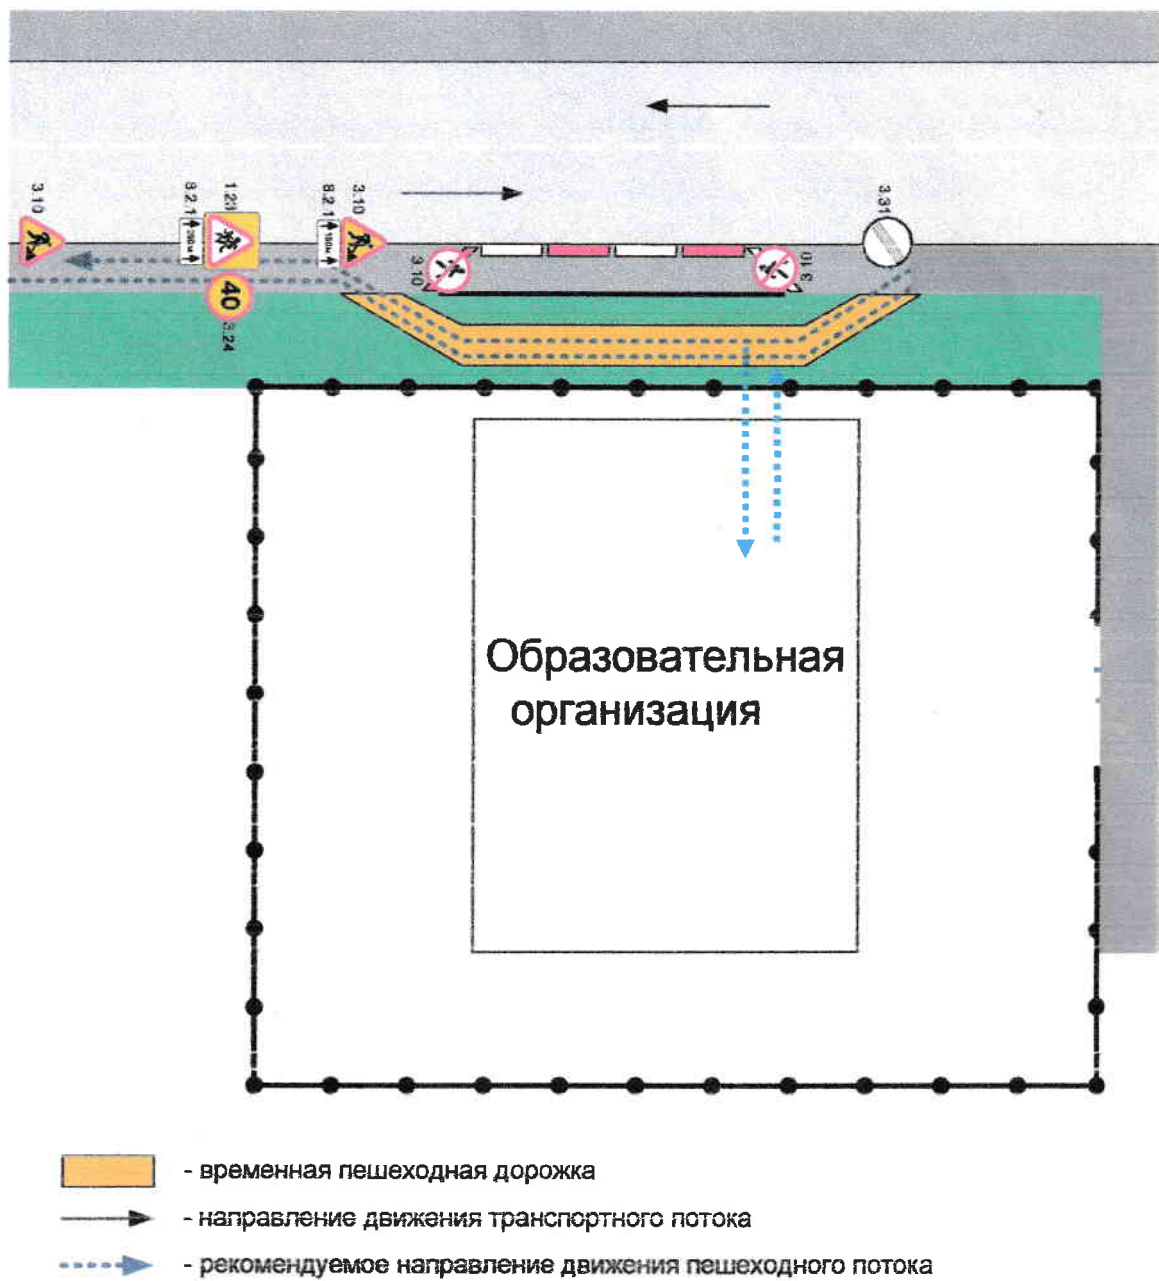 3.10
8.2.1
1.23
8.2.1
3.10
3.31
40
3.24
3.10
3.10
Образовательная
организация
- временная пешеходная дорожка
- направление движения транспортного потока
- рекомендуемое направление движения пешеходного потока